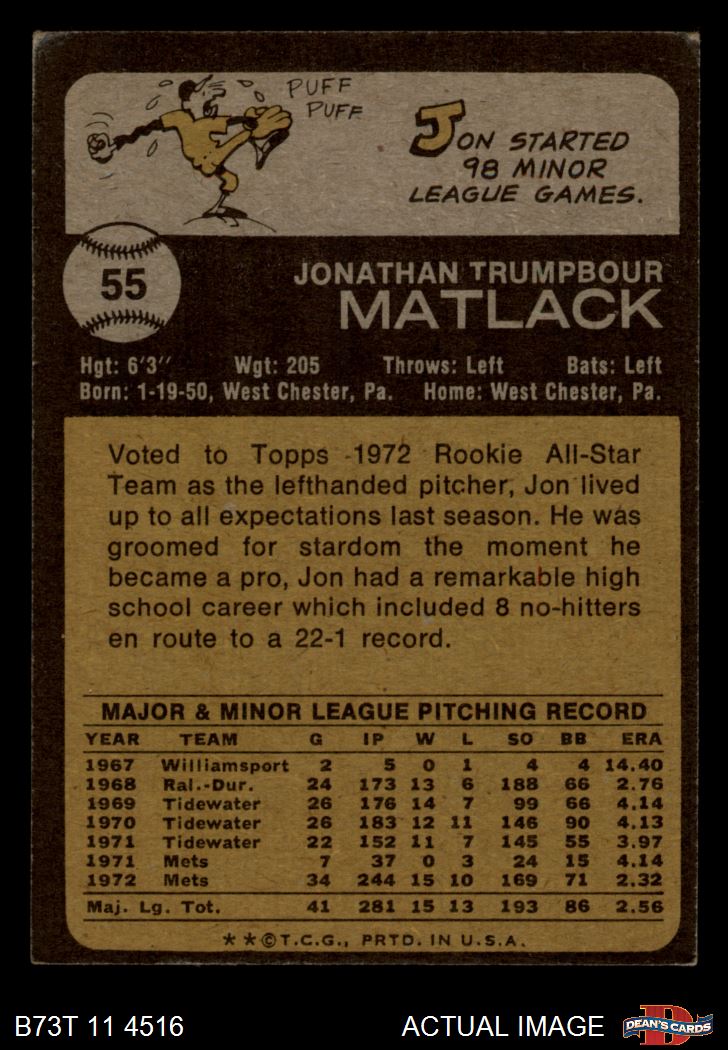 PUFF
PUFF
JON STARTED
98 MINOR
LEAGUE GAMES.
55
JONATHAN TRUMPBOUR
MATLACK
Hgt: 6'3" Wgt: 205 Throws: Left Bats: Left
Born: 1-19-50, West Chester, Pa. Home: West Chester, Pa.
Voted to Topps 1972 Rookie All-Star
Team as the lefthanded pitcher, Jon lived
up to all expectations last season. He was
groomed for stardom the moment he
became a pro, Jon had a remarkable high
school career which included 8 no-hitters
en route to a 22-1 record.
MAJOR & MINOR LEAGUE PITCHING RECORD
YEAR TEAM G IP W L SO BB ERA
1967 Williamsport 2 5 0 1 4 4 14.40
1968 Ral.-Dur. 24 173 13 6 188 66 2.76
1969 Tidewater 26 176 14 7 99 66 4.14
1970 Tidewater 26 183 12 11 146 90 4.13
1971 Tidewater 22 152 11 7 145 55 3.97
1971 Mets 7 37 0 3 24 15 4.14
1972 Mets 34 244 15 10 169 71 2.32
Maj. Lg. Tot. 41 281 15 13 193 86 2.56
**©T.C.G., PRTD. IN U.S.A.
B73T 11 4516 ACTUAL IMAGE
D
DEAN'S CARDS